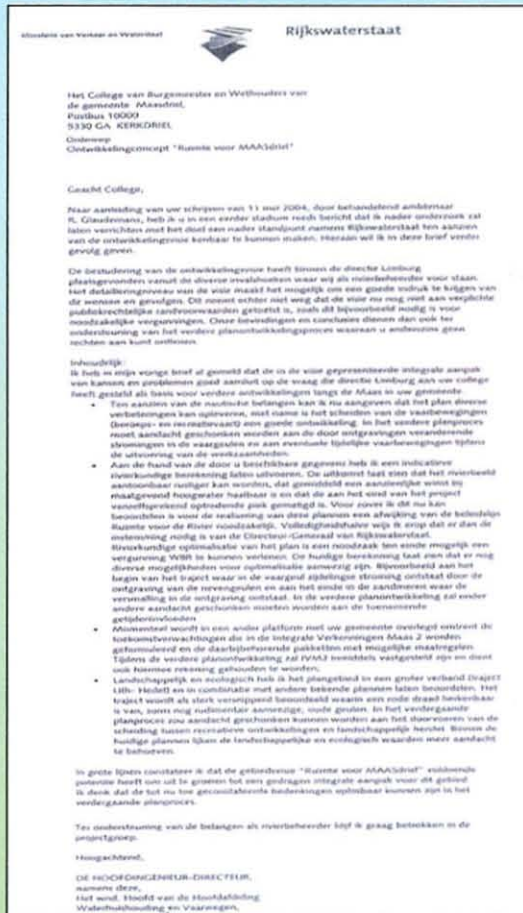 Ministerie van Verkeer en Waterstaat
Rijkswaterstaat
Het College van Burgemeester en Wethouders van
de gemeente Maasdriel,
Postbus 10000
5330 GA KERKDRIEL
Onderwerp
Ontwikkelingconcept "Ruimte voor MAASdriel"
Geacht College,
Naar aanleiding van uw schrijven van 11 mei 2004, door behandelend ambtenaar
R. Glaudemans, heb ik u in een eerder stadium reeds bericht dat ik nader onderzoek zal
laten verrichten met het doel een nader standpunt namens Rijkswaterstaat ten aanzien
van de ontwikkelingsvisie kenbaar te kunnen maken. Hieraan wil ik in deze brief verder
gevolg geven.
De bestudering van de ontwikkelingsvisie heeft binnen de directie Limburg
plaatsgevonden vanuit de diverse invalshoeken waar wij als rivierbeheerder voor staan.
Het detailleringniveau van de visie maakt het mogelijk om een goede indruk te krijgen van
de wensen en gevolgen. Dit neemt echter niet weg dat de visie nu nog niet aan verplichte
publiekrechtelijke randvoorwaarden getoetst is, zoals dit bijvoorbeeld nodig is voor
noodzakelijke vergunningen. Onze bevindingen en conclusies dienen dan ook ter
ondersteuning van het verdere planontwikkelingsproces waaraan u anderszins geen
rechten aan kunt ontlenen.
Inhoudelijk:
Ik heb in mijn vorige brief al gemeld dat de in de visie gepresenteerde integrale aanpak
van kansen en problemen goed aansluit op de vraag die directie Limburg aan uw college
heeft gesteld als basis voor verdere ontwikkelingen langs de Maas in uw gemeente.
• Ten aanzien van de nautische belangen kan ik nu aangeven dat het plan diverse
verbeteringen kan opleveren, met name is het scheiden van de vaarbewegingen
(beroeps- en recreatievaart) een goede ontwikkeling. In het verdere planproces
moet aandacht geschonken worden aan de door ontgravingen veranderende
stromingen in de vaargeulen en aan eventuele tijdelijke vaarbewegingen tijdens
de uitvoering van de werkzaamheden.
• Aan de hand van de door u beschikbare gegevens heb ik een indicatieve
rivierkundige berekening laten uitvoeren. De uitkomst laat zien dat het rivierbeeld
aantoonbaar rustiger kan worden, dat gemiddeld een aanzienlijke winst bij
maatgevend hoogwater haalbaar is en dat de aan het eind van het project
vanzelfsprekend optredende piek gematigd is. Voor zover ik dit nu kan
beoordelen is voor de realisering van deze plannen een afwijking van de beleidslijn
Ruimte voor de Rivier noodzakelijk. Volledigheidshalve wijs ik erop dat er dan de
instemming nodig is van de Directeur-Generaal van Rijkswaterstaat.
Rivierkundige optimalisatie van het plan is een noodzaak ten einde mogelijk een
vergunning WBR te kunnen verlenen. De huidige berekening laat zien dat er nog
diverse mogelijkheden voor optimalisatie aanwezig zijn. Bijvoorbeeld aan het
begin van het traject waar in de vaargeul zijdelingse stroming ontstaat door de
ontgraving van de nevengeulen en aan het einde in de zandmeren waar de
versmalling in de ontgraving ontstaat. In de verdere planontwikkeling zal onder
andere aandacht geschonken moeten worden aan de toenemende
getijdeninvloeden
• Momenteel wordt in een ander platform met uw gemeente overlegd omtrent de
toekomstverwachtingen die in de Integrale Verkenningen Maas 2 worden
geformuleerd en de daarbijbehorende pakketten met mogelijke maatregelen.
Tijdens de verdere planontwikkeling zal IVM2 inmiddels vastgesteld zijn en dient
ook hiermee rekening gehouden te worden.
• Landschappelijk en ecologisch heb ik het plangebied in een groter verband (traject
Lith- Hedel) en in combinatie met andere bekende plannen laten beoordelen. Het
traject wordt als sterk versnipperd beoordeeld waarin een rode draad herkenbaar
is van, soms nog rudimentair aanwezige, oude geulen. In het verdergaande
planproces zou aandacht geschonken kunnen worden aan het doorvoeren van de
scheiding tussen recreatieve ontwikkelingen en landschappelijk herstel. Binnen de
huidige plannen lijken de landschappelijke en ecologisch waarden meer aandacht
te behoeven.
In grote lijnen constateer ik dat de gebiedsvisie "Ruimte voor MAASdriel" voldoende
potentie heeft om uit te groeien tot een gedragen integrale aanpak voor dit gebied.
Ik denk dat de tot nu toe geconstateerde bedenkingen oplosbaar kunnen zijn in het
verdergaande planproces.
Ter ondersteuning van de belangen als rivierbeheerder blijf ik graag betrokken in de
projectgroep.
Hoogachtend,
DE HOOFDINGENIEUR-DIRECTEUR,
namens deze,
Het wnd. Hoofd van de Hoofdafdeling
Waterhuishouding en Vaarwegen,